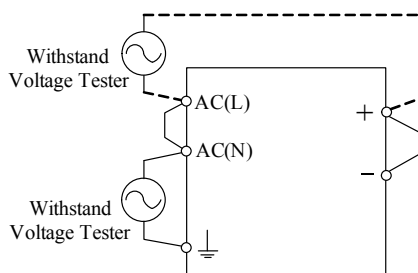 Withstand
Voltage Tester
AC(L)
+
AC(N)
−
Withstand
Voltage Tester